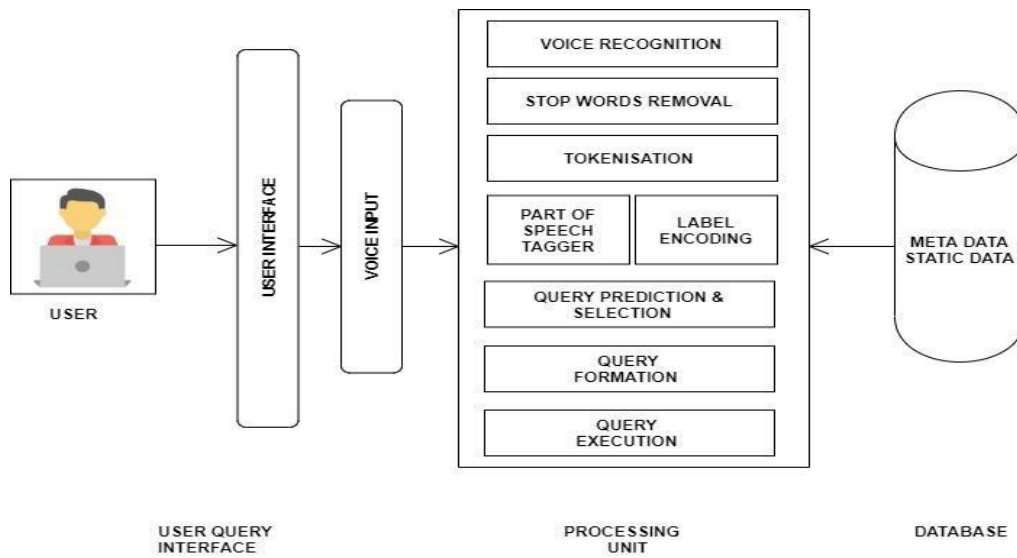 USER
USER INTERFACE
VOICE INPUT
VOICE RECOGNITION
STOP WORDS REMOVAL
TOKENISATION
PART OF
SPEECH
TAGGER
LABEL
ENCODING
QUERY PREDICTION &
SELECTION
QUERY
FORMATION
QUERY
EXECUTION
META DATA
STATIC DATA
USER QUERY
INTERFACE
PROCESSING
UNIT
DATABASE